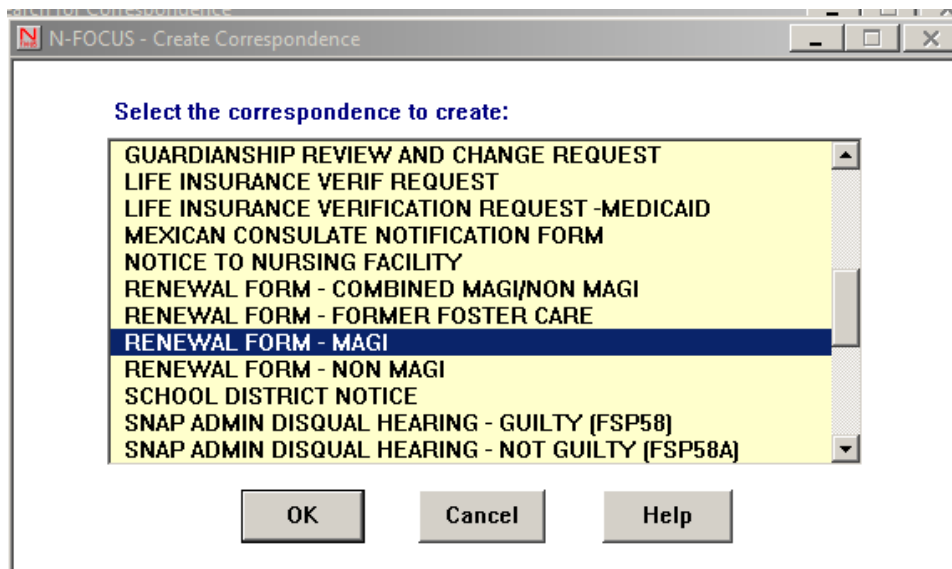 Search for Correspondence
N-FOCUS - Create Correspondence
Select the correspondence to create:
GUARDIANSHIP REVIEW AND CHANGE REQUEST
LIFE INSURANCE VERIF REQUEST
LIFE INSURANCE VERIFICATION REQUEST -MEDICAID
MEXICAN CONSULATE NOTIFICATION FORM
NOTICE TO NURSING FACILITY
RENEWAL FORM - COMBINED MAGI/NON MAGI
RENEWAL FORM - FORMER FOSTER CARE
RENEWAL FORM - MAGI
RENEWAL FORM - NON MAGI
SCHOOL DISTRICT NOTICE
SNAP ADMIN DISQUAL HEARING - GUILTY (FSP58)
SNAP ADMIN DISQUAL HEARING - NOT GUILTY (FSP58A)
OK Cancel Help